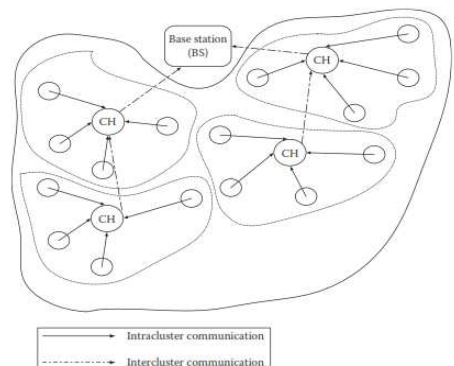 Base station
(BS)
CH
CH
CH
CH
Intracluster communication
Intercluster communication